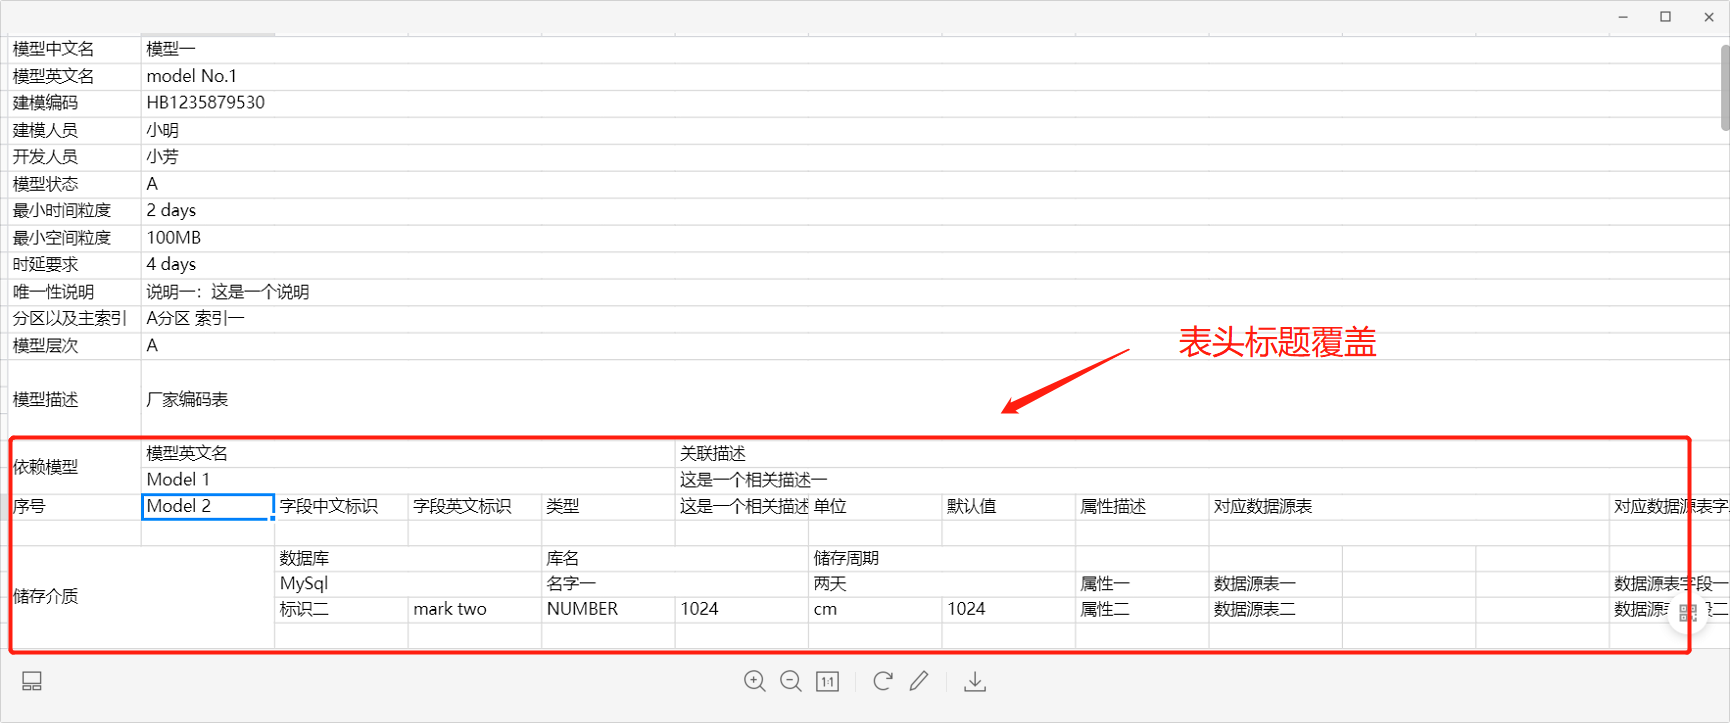 模型中文名 模型一
模型英文名 model No.1
建模编码 HB1235879530
建模人员 小明
开发人员 小芳
模型状态 A
最小时间粒度 2 days
最小空间粒度 100MB
时延要求 4 days
唯一性说明 说明一：这是一个说明
分区以及主索引 A分区 索引一
模型层次 A
表头标题覆盖
模型描述 厂家编码表
依赖模型 模型英文名 关联描述
Model 1 这是一个相关描述一
序号 Model 2 字段中文标识 字段英文标识 类型 这是一个相关描述 单位 默认值 属性描述 对应数据源表 对应数据源表字
储存介质 数据库 库名 储存周期
MySql 名字一 两天 属性一 数据源表一 数据源表字段一
标识二 mark two NUMBER 1024 cm 1024 属性二 数据源表二 数据源
1:1